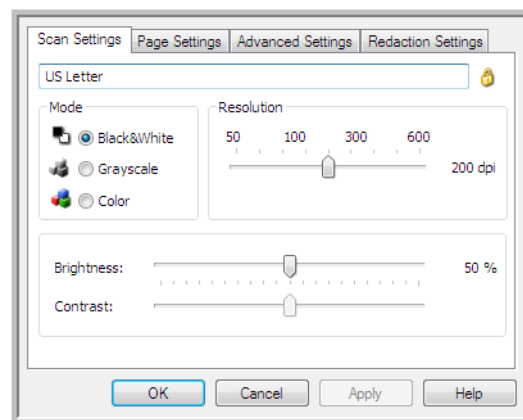 Scan Settings Page Settings Advanced Settings Redaction Settings
US Letter
Mode
Black&White
Grayscale
Color
Resolution
50 100 300 600
200 dpi
Brightness: 50 %
Contrast:
OK Cancel Apply Help